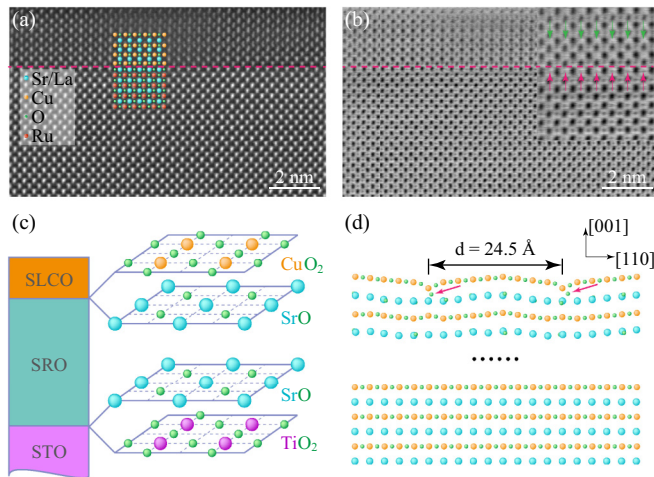 (a)
Sr/La
Cu
O
Ru
2 nm
(b)
2 nm
(c)
SLCO
SRO
STO
CuO₂
SrO
SrO
TiO₂
(d)
d = 24.5 Å
[001]
[110]